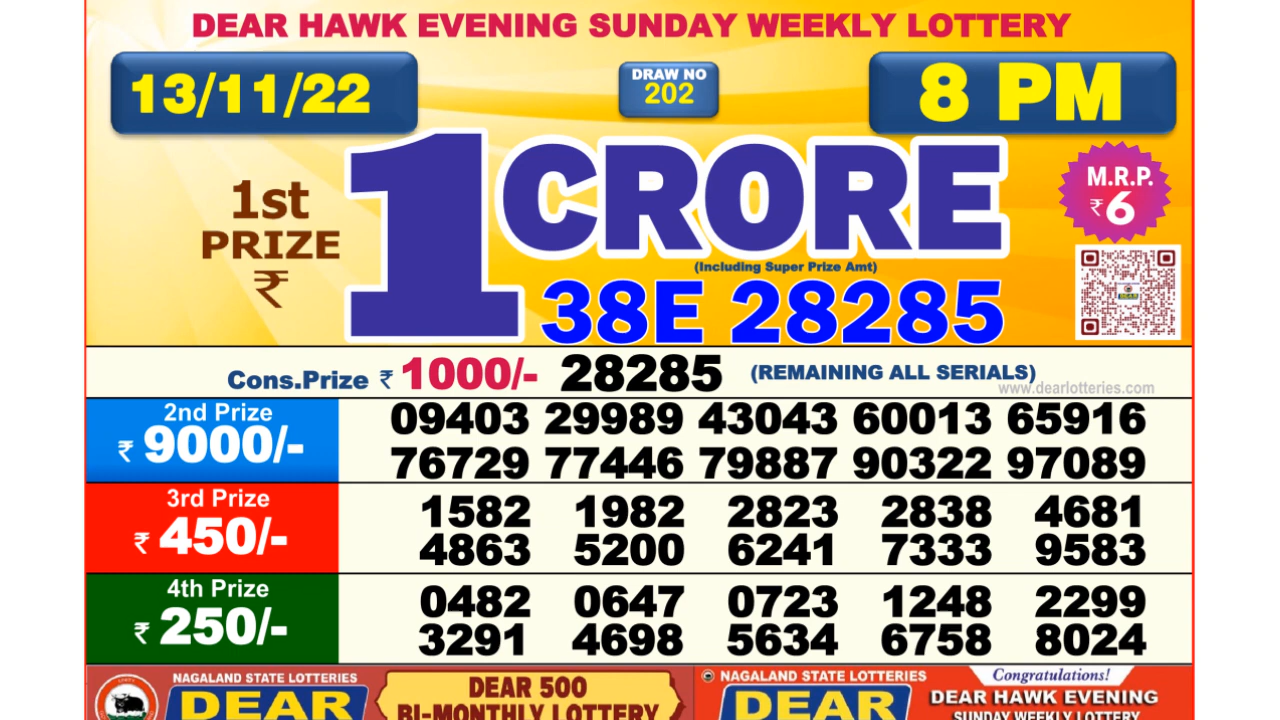 DEAR HAWK EVENING SUNDAY WEEKLY LOTTERY
13/11/22
DRAW NO
202
8 PM
1st
PRIZE
₹
1 CRORE
(Including Super Prize Amt)
38E 28285
M.R.P.
₹6
DEAR
Cons.Prize ₹ 1000/- 28285 (REMAINING ALL SERIALS)
www.dearlotteries.com
2nd Prize
₹ 9000/-
09403 29989 43043 60013 65916
76729 77446 79887 90322 97089
3rd Prize
₹ 450/-
1582 1982 2823 2838 4681
4863 5200 6241 7333 9583
4th Prize
₹ 250/-
0482 0647 0723 1248 2299
3291 4698 5634 6758 8024
NAGALAND STATE LOTTERIES
DEAR
DEAR 500
BI-MONTHLY LOTTERY
NAGALAND STATE LOTTERIES
DEAR
Congratulations!
DEAR HAWK EVENING
SUNDAY WEEKLY LOTTERY